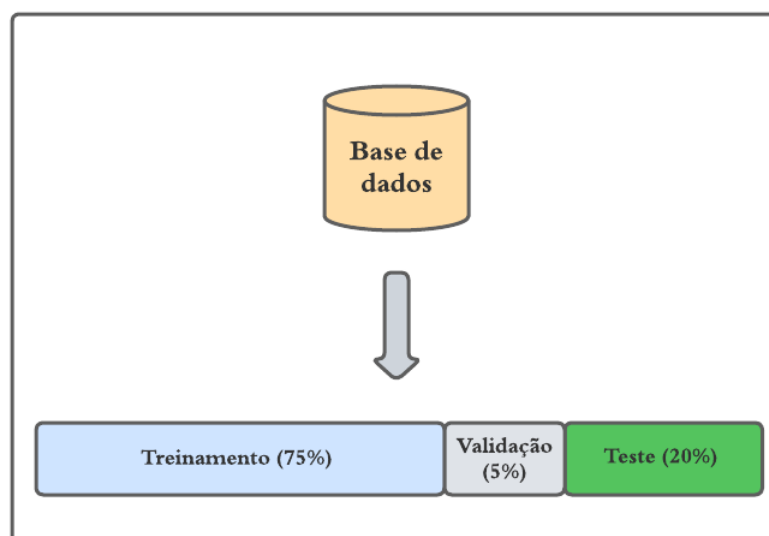 Base de
dados
Treinamento (75%)
Validação
(5%)
Teste (20%)